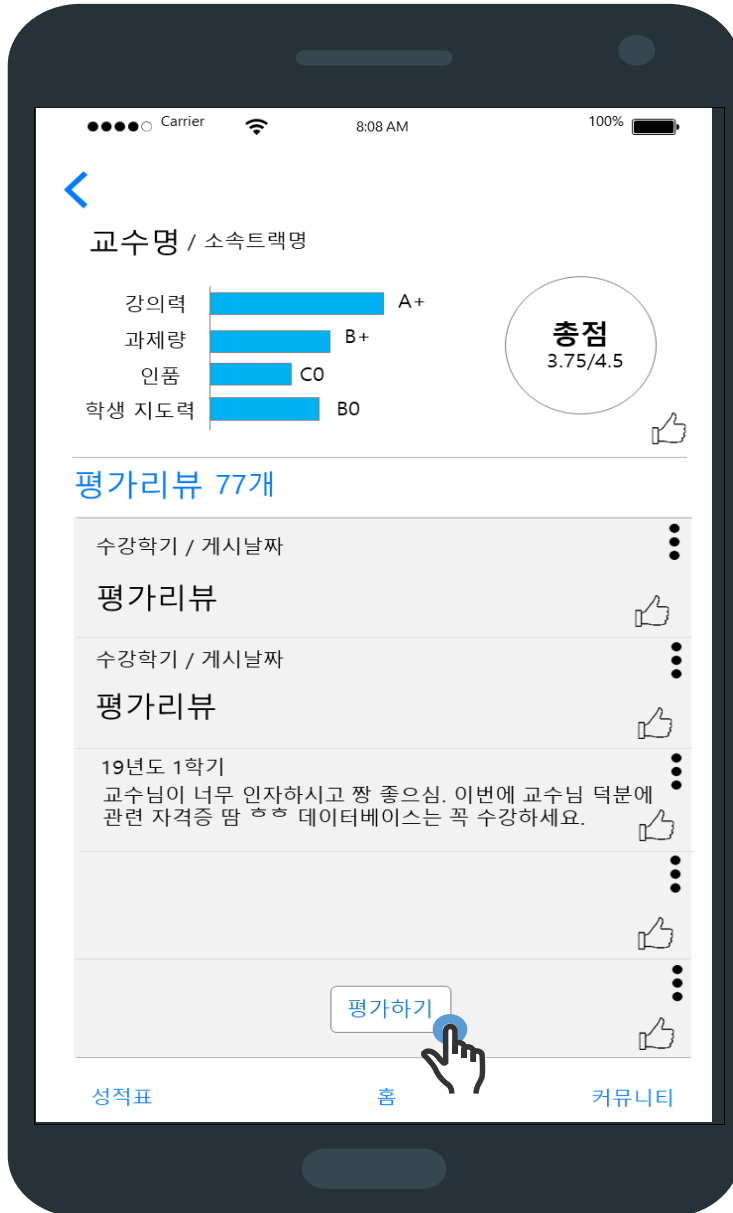 Carrier 8:08 AM 100%
교수명 / 소속트랙명
강의력 A+
과제량 B+
인품 C0
학생 지도력 B0
총점
3.75/4.5
평가리뷰 77개
수강학기 / 게시날짜
평가리뷰
수강학기 / 게시날짜
평가리뷰
19년도 1학기
교수님이 너무 인자하시고 짱 좋으심. 이번에 교수님 덕분에
관련 자격증 땀 ᄒᄒ 데이터베이스는 꼭 수강하세요.
평가하기
성적표 홈 커뮤니티